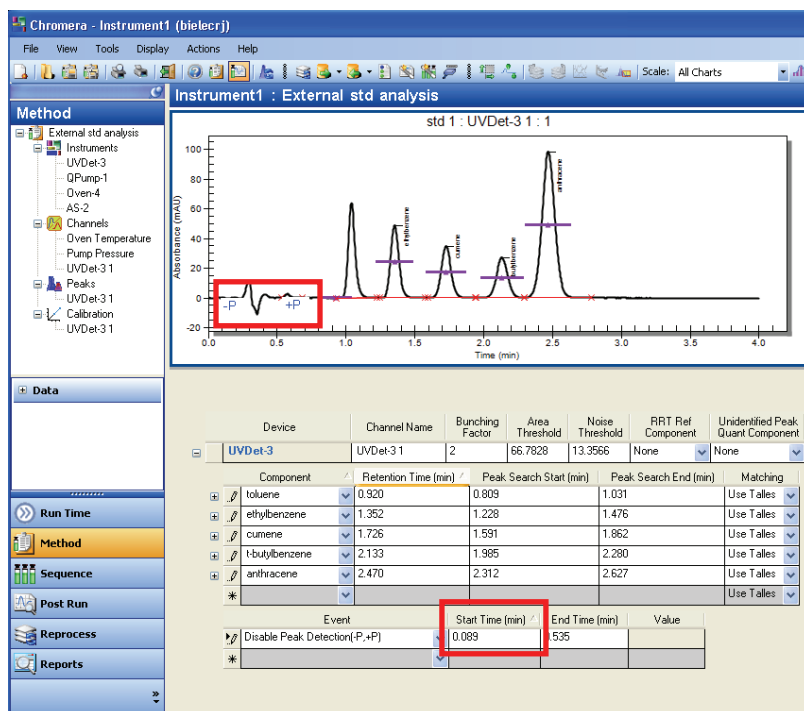 Chromera - Instrument1 (bielecrj)
File View Tools Display Actions Help
Scale: All Charts
Method
External std analysis
Instruments
UVDet-3
QPump-1
Oven-4
AS-2
Channels
Oven Temperature
Pump Pressure
UVDet-3 1
Peaks
UVDet-3 1
Calibration
UVDet-3 1
Data
Run Time
Method
Sequence
Post Run
Reprocess
Reports
Instrument1 : External std analysis
std 1 : UVDet-3 1 : 1
Absorbance (mAU)
100
80
60
40
20
0
-20
-P +P
ethylbenzene
cumene
t-butylbenzene
anthracene
0.0 0.5 1.0 1.5 2.0 2.5 3.0 3.5 4.0
Time (min)
Device Channel Name Bunching Factor Area Threshold Noise Threshold RRT Ref Component Unidentified Peak Quant Component
UVDet-3 UVDet-3 1 2 66.7828 13.3566 None None
Component Retention Time (min) Peak Search Start (min) Peak Search End (min) Matching
toluene 0.920 0.809 1.031 Use Talles
ethylbenzene 1.352 1.228 1.476 Use Talles
cumene 1.726 1.591 1.862 Use Talles
t-butylbenzene 2.133 1.985 2.280 Use Talles
anthracene 2.470 2.312 2.627 Use Talles
* Use Talles
Event Start Time (min) End Time (min) Value
Disable Peak Detection(-P,+P) 0.089 .535
*